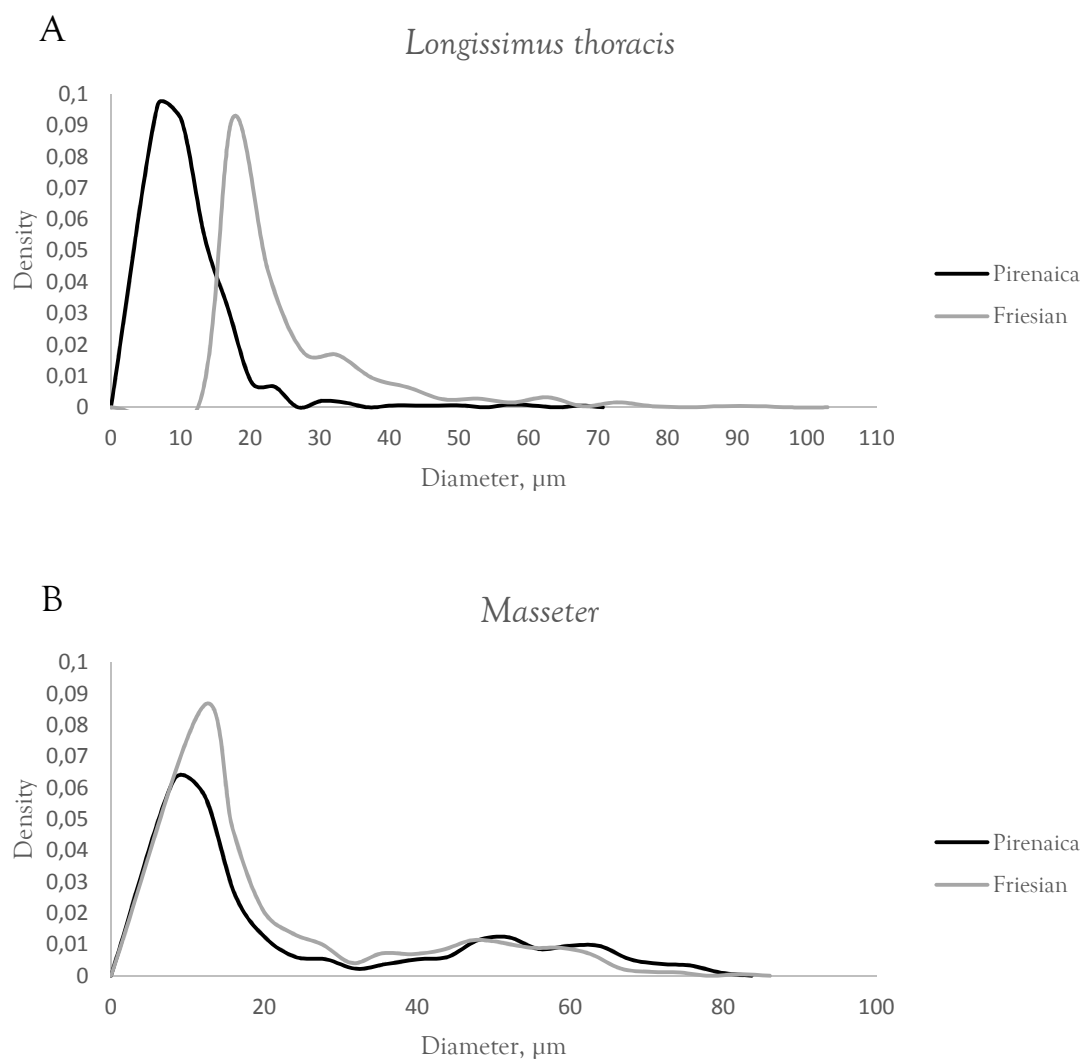 A
Longissimus thoracis
0,1
0,09
0,08
0,07
0,06
0,05
0,04
0,03
0,02
0,01
0
Density
0 10 20 30 40 50 60 70 80 90 100 110
Diameter, µm
Pirenaica
Friesian
B
Masseter
0,1
0,09
0,08
0,07
0,06
0,05
0,04
0,03
0,02
0,01
0
Density
0 20 40 60 80 100
Diameter, µm
Pirenaica
Friesian